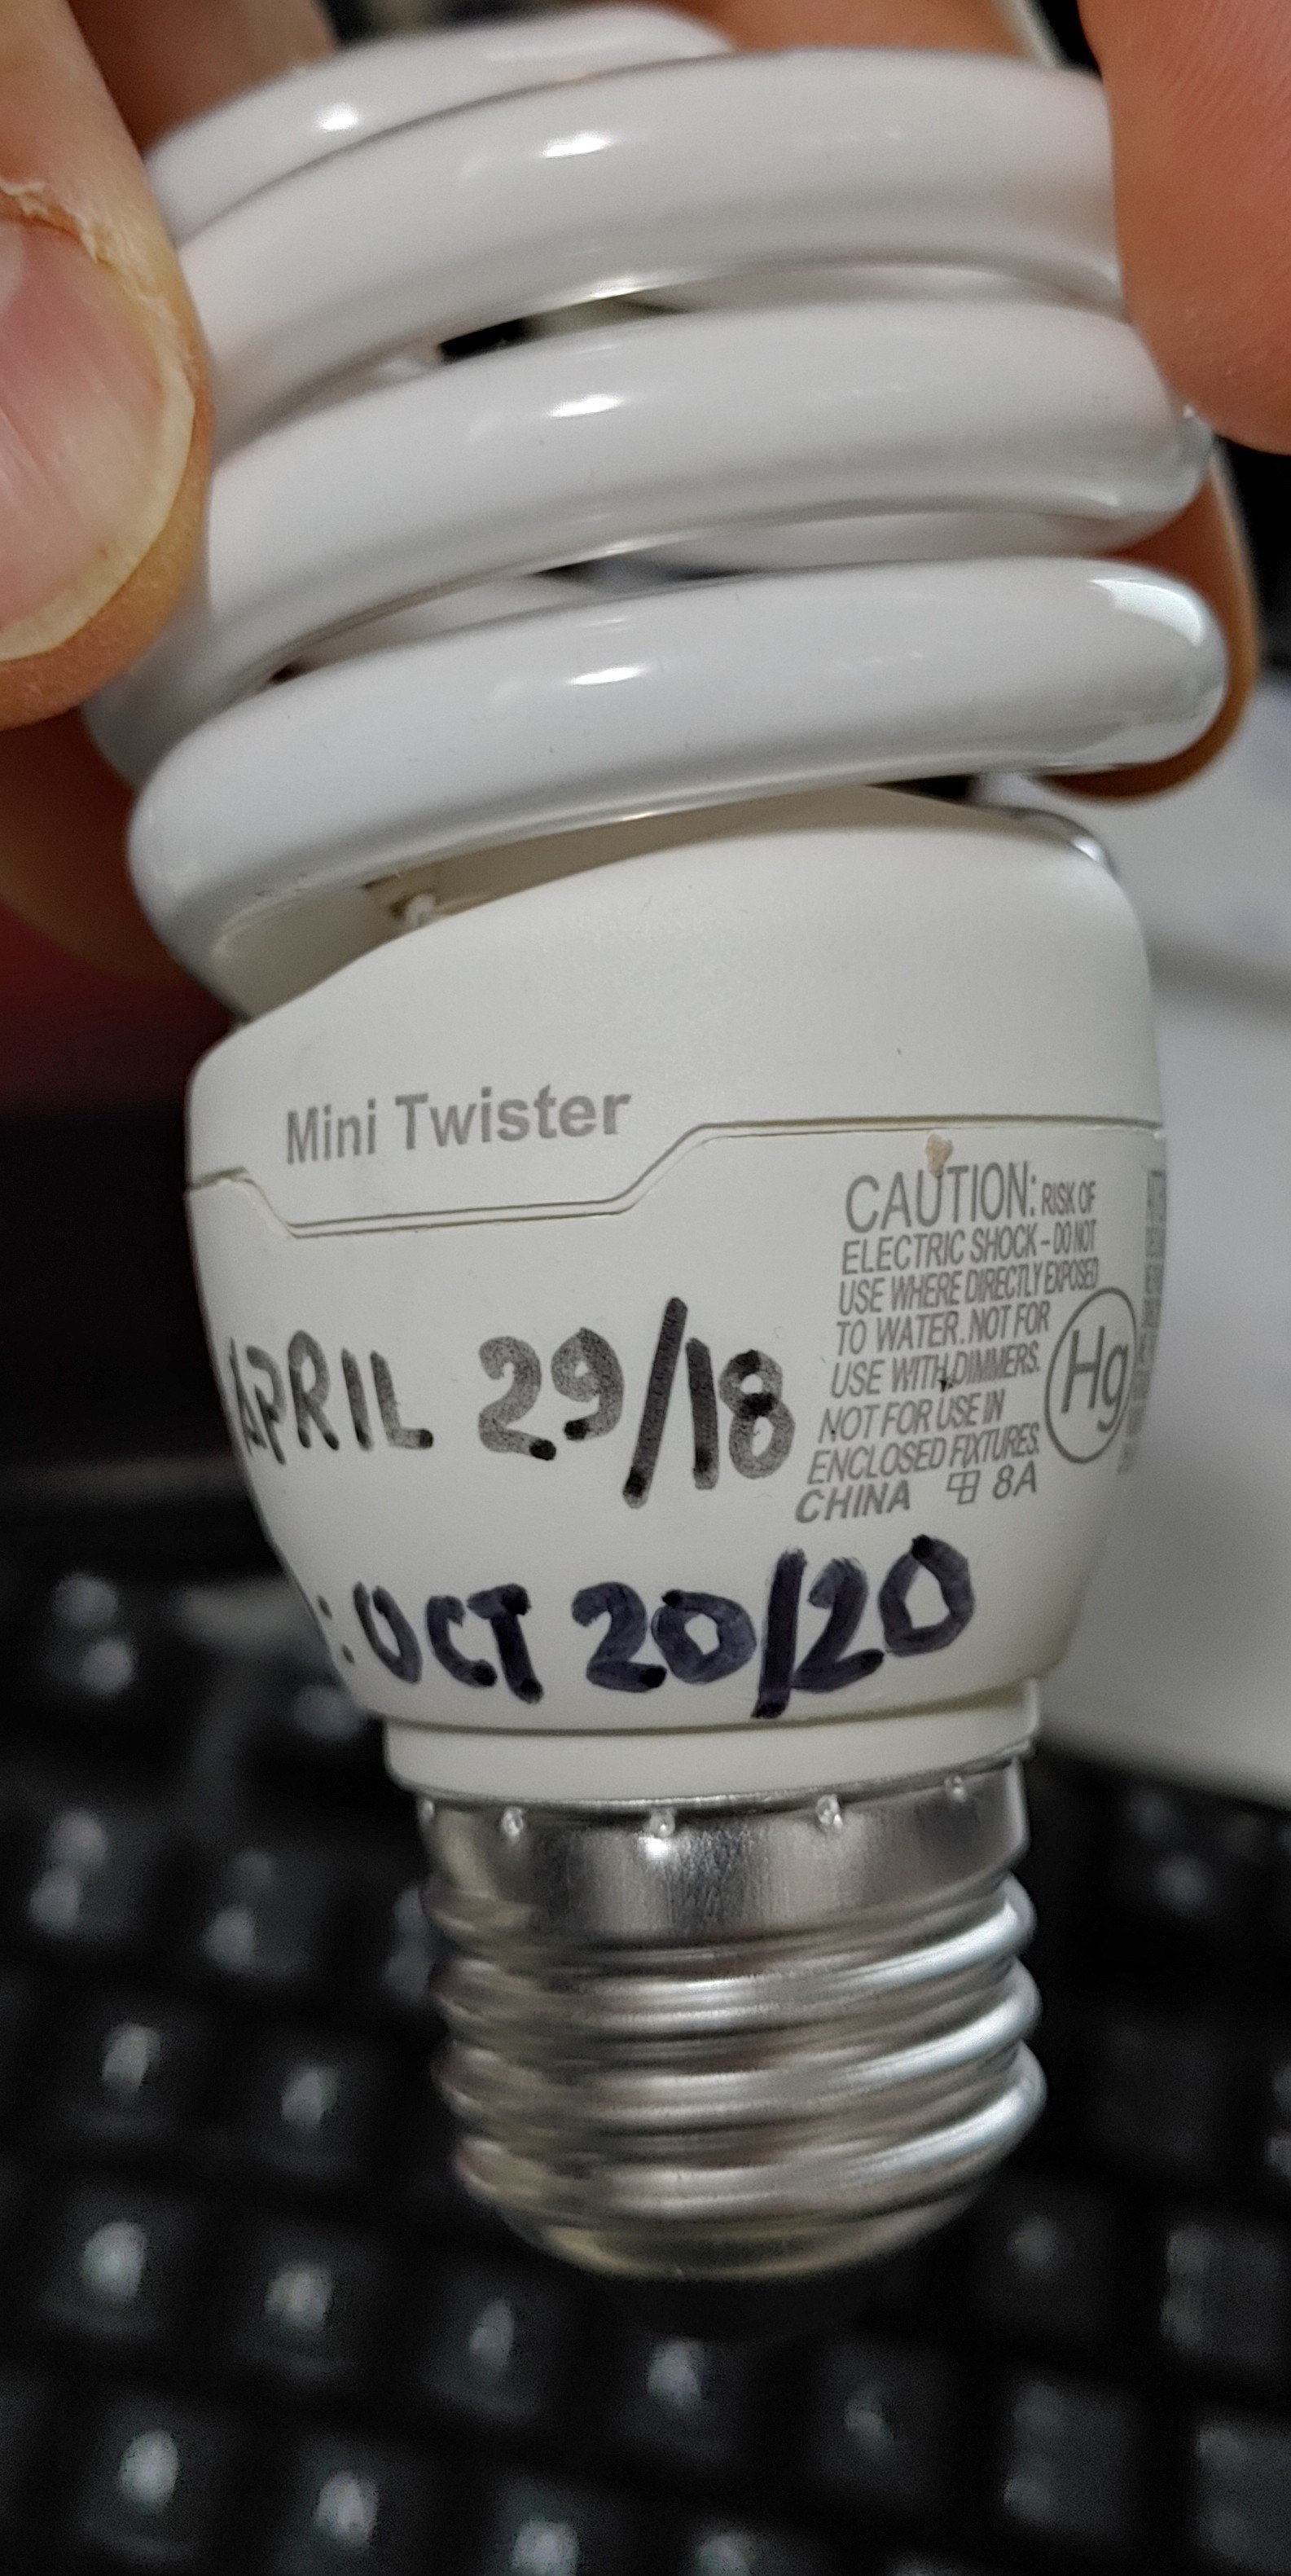 Mini Twister
CAUTION: RISK OF
ELECTRIC SHOCK – DO NOT
USE WHERE DIRECTLY EXPOSED
TO WATER. NOT FOR
USE WITH DIMMERS.
NOT FOR USE IN
ENCLOSED FIXTURES.
CHINA 8A
Hg
APRIL 29/18
: OCT 20/20